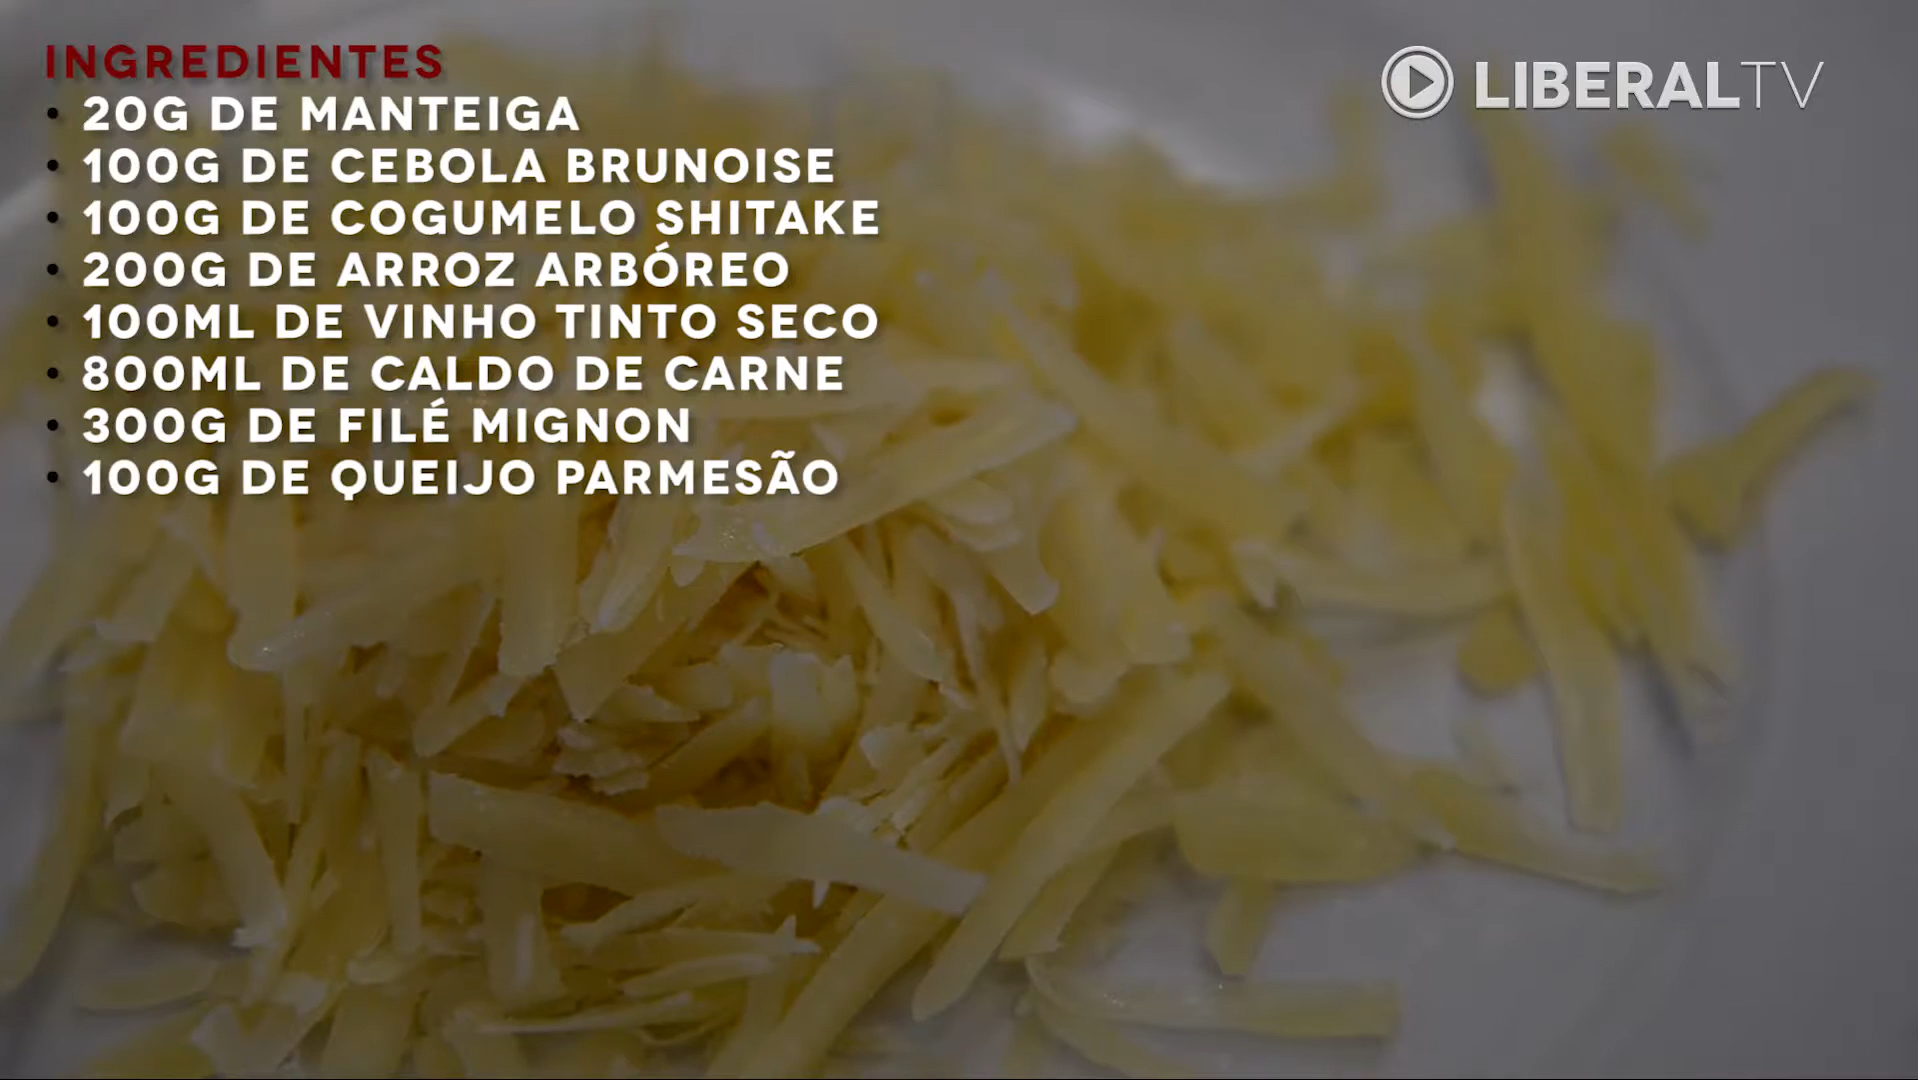 INGREDIENTES
• 20G DE MANTEIGA
• 100G DE CEBOLA BRUNOISE
• 100G DE COGUMELO SHITAKE
• 200G DE ARROZ ARBÓREO
• 100ML DE VINHO TINTO SECO
• 800ML DE CALDO DE CARNE
• 300G DE FILÉ MIGNON
• 100G DE QUEIJO PARMESÃO
LIBERALTV